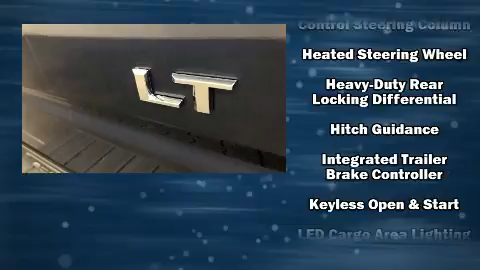 Control Steering Column
Heated Steering Wheel
Heavy-Duty Rear
Locking Differential
Hitch Guidance
Integrated Trailer
Brake Controller
Keyless Open & Start
LED Cargo Area Lighting
LT